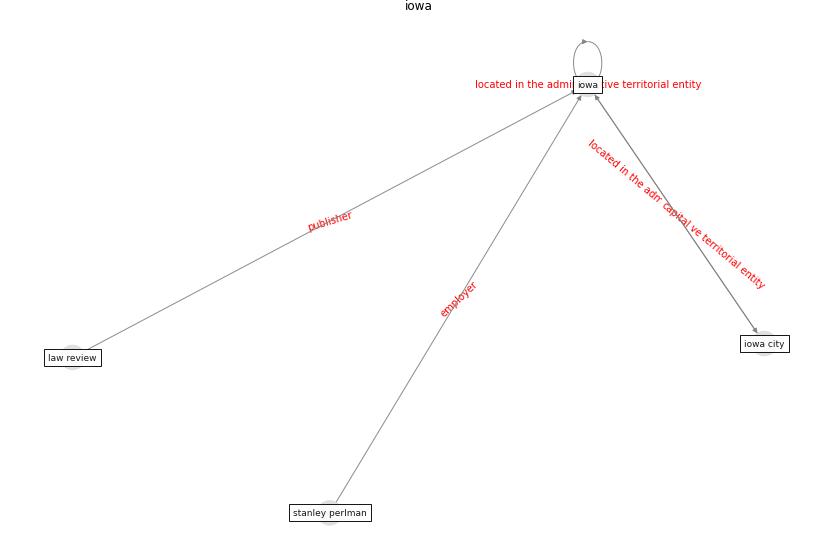 iowa
located in the admi
iowa
tive territorial entity
located in the adm
capital
ve territorial entity
publisher
employer
iowa city
law review
stanley perlman